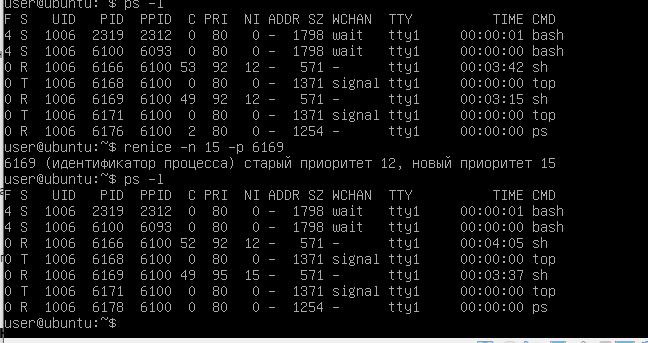 user@ubuntu:~$ ps -l
F S   UID   PID  PPID  C PRI  NI ADDR SZ WCHAN  TTY          TIME CMD
4 S  1006  2319  2312  0  80   0 -  1798 wait   tty1     00:00:01 bash
4 S  1006  6100  6093  0  80   0 -  1798 wait   tty1     00:00:00 bash
0 R  1006  6166  6100 53  92  12 -   571 -      tty1     00:03:42 sh
0 T  1006  6168  6100  0  80   0 -  1371 signal tty1     00:00:00 top
0 R  1006  6169  6100 49  92  12 -   571 -      tty1     00:03:15 sh
0 T  1006  6171  6100  0  80   0 -  1371 signal tty1     00:00:00 top
0 R  1006  6176  6100  2  80   0 -  1254 -      tty1     00:00:00 ps
user@ubuntu:~$ renice -n 15 -p 6169
6169 (идентификатор процесса) старый приоритет 12, новый приоритет 15
user@ubuntu:~$ ps -l
F S   UID   PID  PPID  C PRI  NI ADDR SZ WCHAN  TTY          TIME CMD
4 S  1006  2319  2312  0  80   0 -  1798 wait   tty1     00:00:01 bash
4 S  1006  6100  6093  0  80   0 -  1798 wait   tty1     00:00:00 bash
0 R  1006  6166  6100 52  92  12 -   571 -      tty1     00:04:05 sh
0 T  1006  6168  6100  0  80   0 -  1371 signal tty1     00:00:00 top
0 R  1006  6169  6100 49  95  15 -   571 -      tty1     00:03:37 sh
0 T  1006  6171  6100  0  80   0 -  1371 signal tty1     00:00:00 top
0 R  1006  6178  6100  0  80   0 -  1254 -      tty1     00:00:00 ps
user@ubuntu:~$